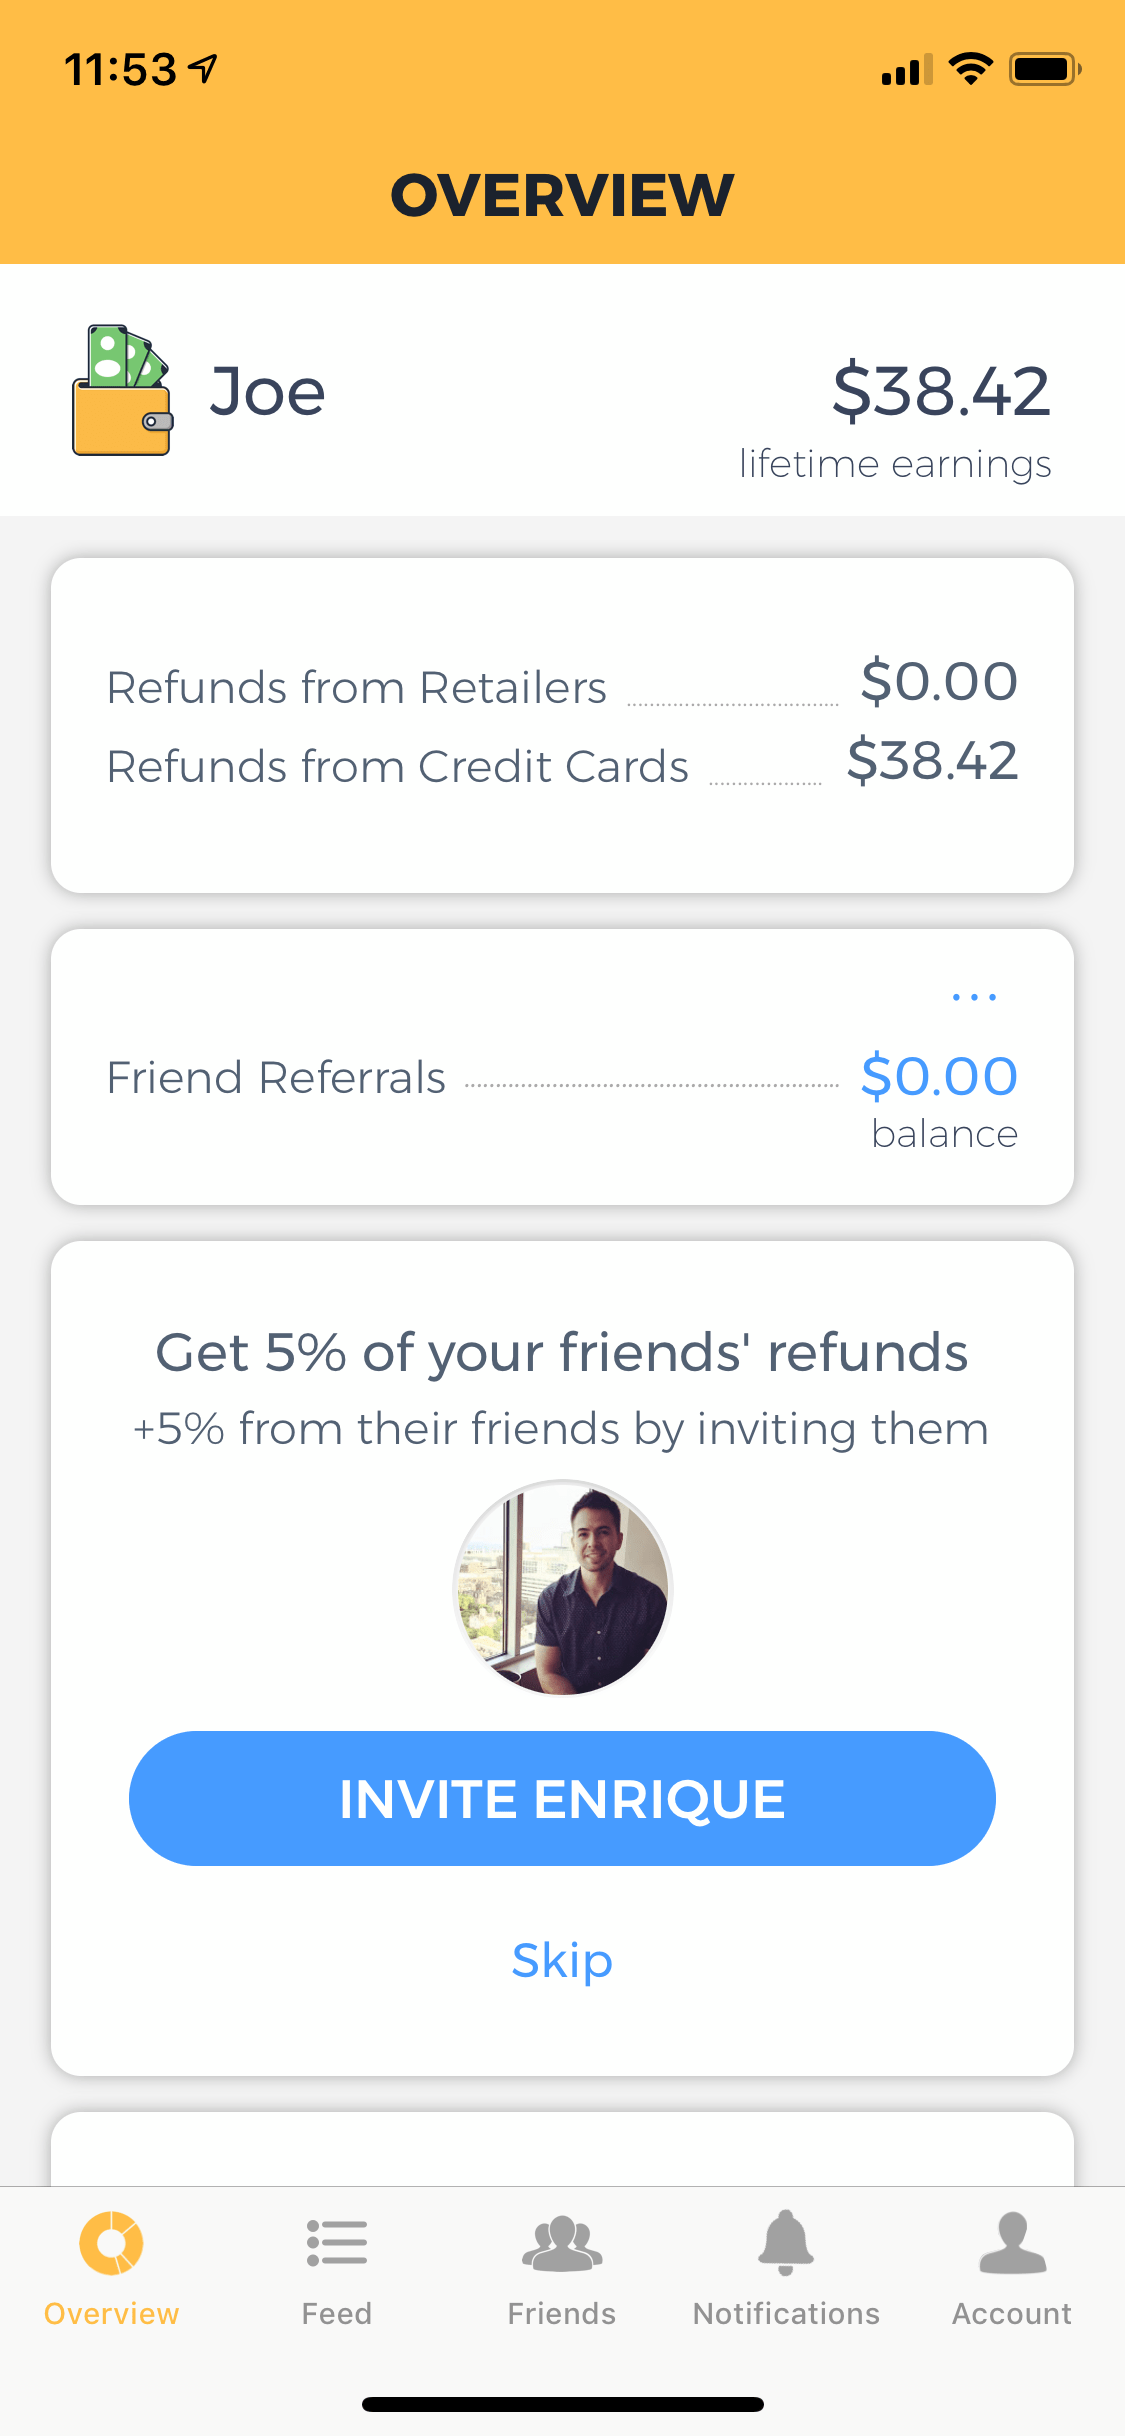 11:53
OVERVIEW
Joe
$38.42
lifetime earnings
Refunds from Retailers $0.00
Refunds from Credit Cards $38.42
...
Friend Referrals $0.00
balance
Get 5% of your friends' refunds
+5% from their friends by inviting them
INVITE ENRIQUE
Skip
Overview Feed Friends Notifications Account